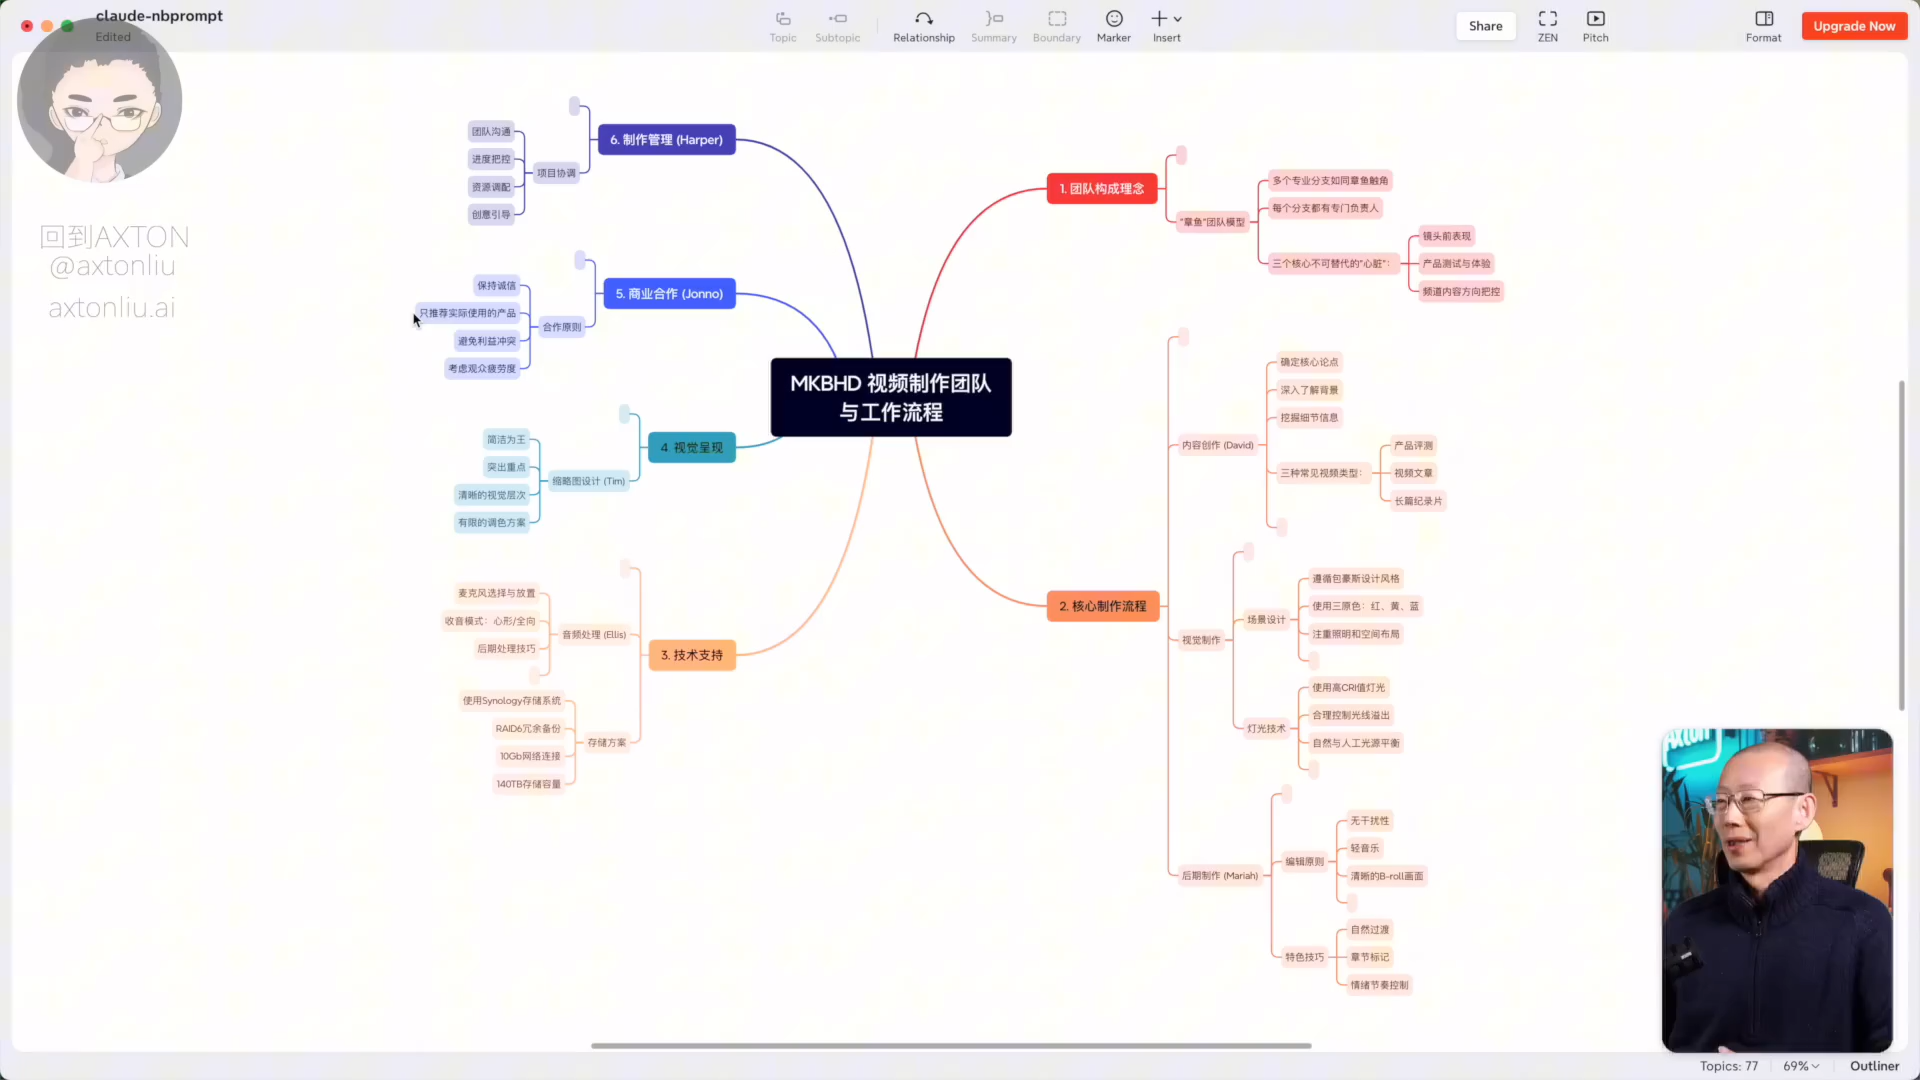 claude-nbprompt
Edited
Topic
Subtopic
Relationship
Summary
Boundary
Marker
Insert
Share
ZEN
Pitch
Format
Upgrade Now
回到AXTON
@axtonliu
axtonliu.ai
MKBHD 视频制作团队
与工作流程
1. 团队构成理念
"章鱼"团队模型
多个专业分支如同章鱼触角
每个分支都有专门负责人
三个核心不可替代的"心脏"：
镜头前表现
产品测试与体验
频道内容方向把控
2. 核心制作流程
内容创作 (David)
确定核心论点
深入了解背景
挖掘细节信息
三种常见视频类型：
产品评测
视频文章
长篇纪录片
视觉制作
场景设计
遵循包豪斯设计风格
使用三原色：红、黄、蓝
注重照明和空间布局
灯光技术
使用高CRI值灯光
合理控制光线溢出
自然与人工光源平衡
后期制作 (Mariah)
编辑原则
无干扰性
轻音乐
清晰的B-roll画面
特色技巧
自然过渡
章节标记
情绪节奏控制
3. 技术支持
音频处理 (Ellis)
麦克风选择与放置
收音模式：心形/全向
后期处理技巧
存储方案
使用Synology存储系统
RAID6冗余备份
10Gb网络连接
140TB存储容量
4. 视觉呈现
缩略图设计 (Tim)
简洁为王
突出重点
清晰的视觉层次
有限的调色方案
5. 商业合作 (Jonno)
合作原则
保持诚信
只推荐实际使用的产品
避免利益冲突
考虑观众疲劳度
6. 制作管理 (Harper)
项目协调
团队沟通
进度把控
资源调配
创意引导
Topics: 77
69%
Outliner